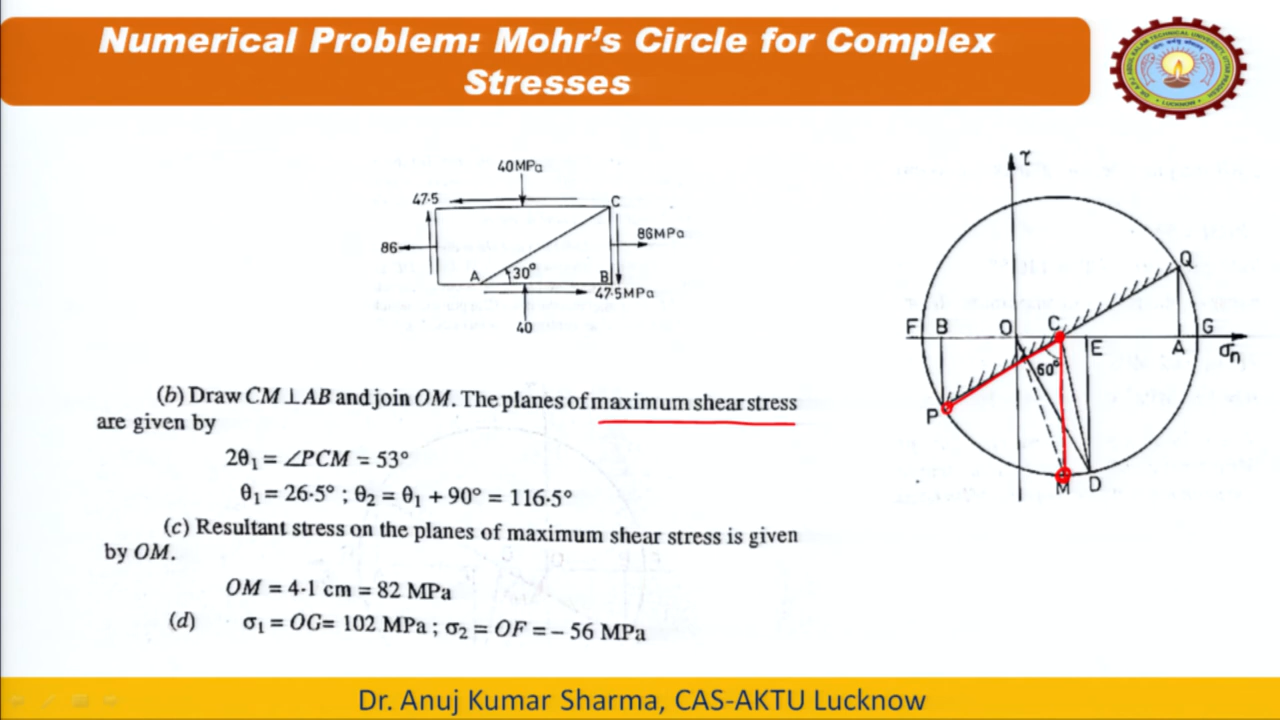 Numerical Problem: Mohr's Circle for Complex
Stresses
40MPa
47·5
C
86
86MPa
A
30°
B
47·5MPa
40
τ
Q
F
B
O
C
E
A
G
σn
60°
P
M
D
(b) Draw CM ⊥ AB and join OM. The planes of maximum shear stress
are given by
2θ1 = ∠PCM = 53°
θ1 = 26·5° ; θ2 = θ1 + 90° = 116·5°
(c) Resultant stress on the planes of maximum shear stress is given
by OM.
OM = 4·1 cm = 82 MPa
(d) σ1 = OG= 102 MPa ; σ2 = OF = – 56 MPa
Dr. Anuj Kumar Sharma, CAS-AKTU Lucknow